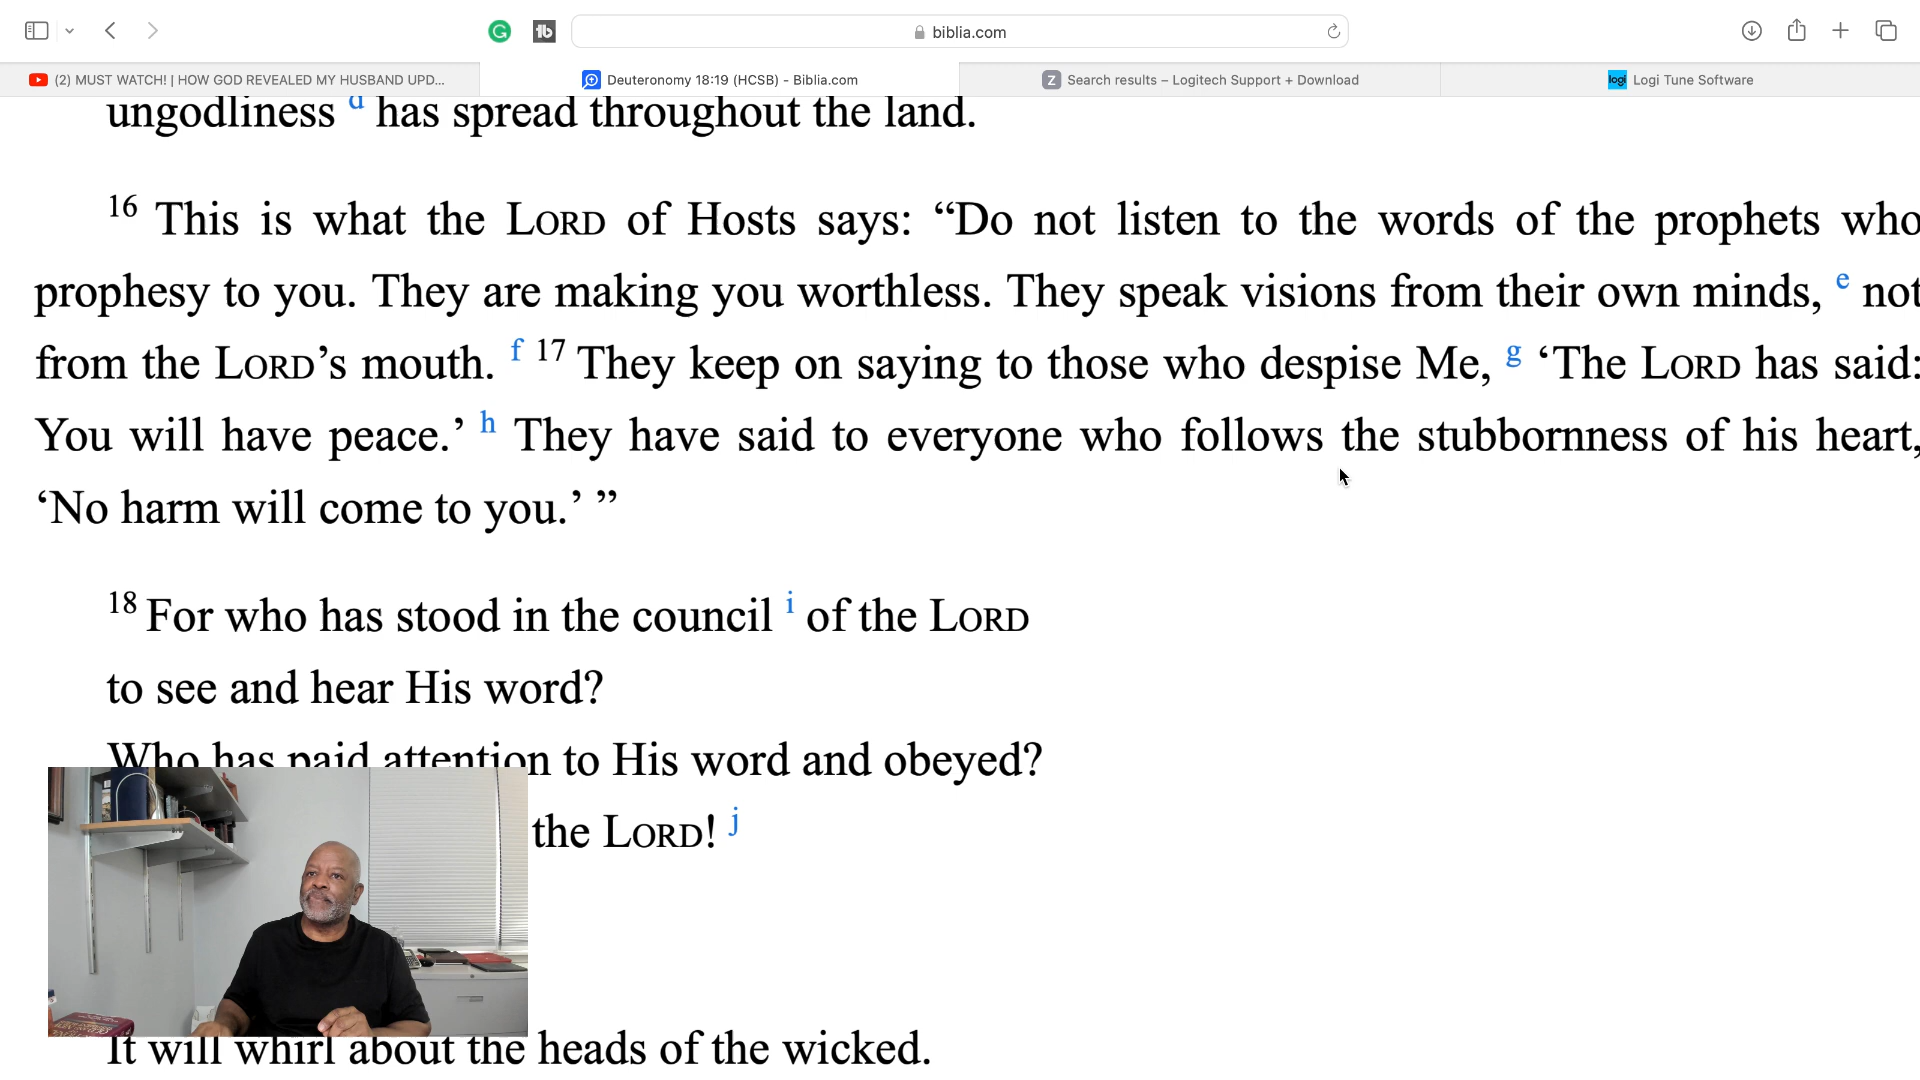 biblia.com
(2) MUST WATCH! | HOW GOD REVEALED MY HUSBAND UPD...
Deuteronomy 18:19 (HCSB) - Biblia.com
Z Search results – Logitech Support + Download
logi Logi Tune Software
ungodliness d has spread throughout the land.
16 This is what the LORD of Hosts says: “Do not listen to the words of the prophets who
prophesy to you. They are making you worthless. They speak visions from their own minds, e not
from the LORD’s mouth. f 17 They keep on saying to those who despise Me, g ‘The LORD has said:
You will have peace.’ h They have said to everyone who follows the stubbornness of his heart,
‘No harm will come to you.’ ”
18 For who has stood in the council i of the LORD
to see and hear His word?
Who has paid attention to His word and obeyed?
the LORD! j
It will whirl about the heads of the wicked.